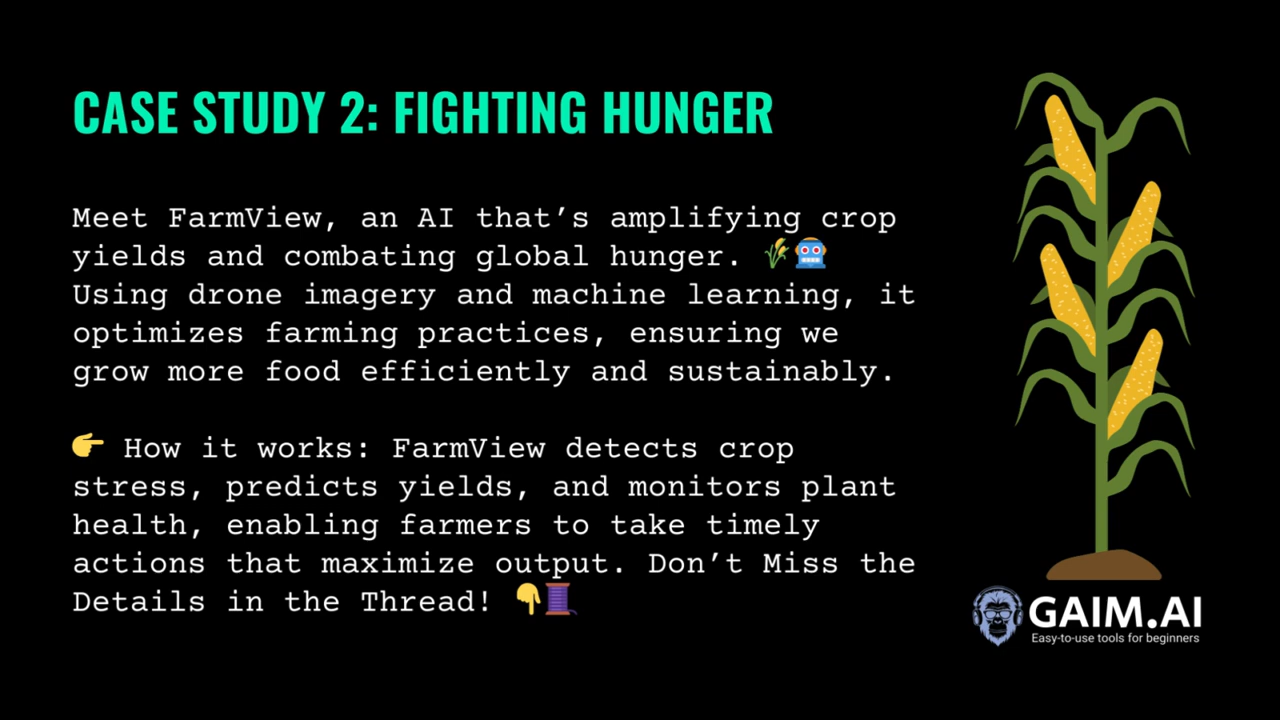 CASE STUDY 2: FIGHTING HUNGER
Meet FarmView, an AI that’s amplifying crop
yields and combating global hunger. 🌾🤖
Using drone imagery and machine learning, it
optimizes farming practices, ensuring we
grow more food efficiently and sustainably.
👉 How it works: FarmView detects crop
stress, predicts yields, and monitors plant
health, enabling farmers to take timely
actions that maximize output. Don’t Miss the
Details in the Thread! 👇🧵
GAIM.AI
Easy-to-use tools for beginners